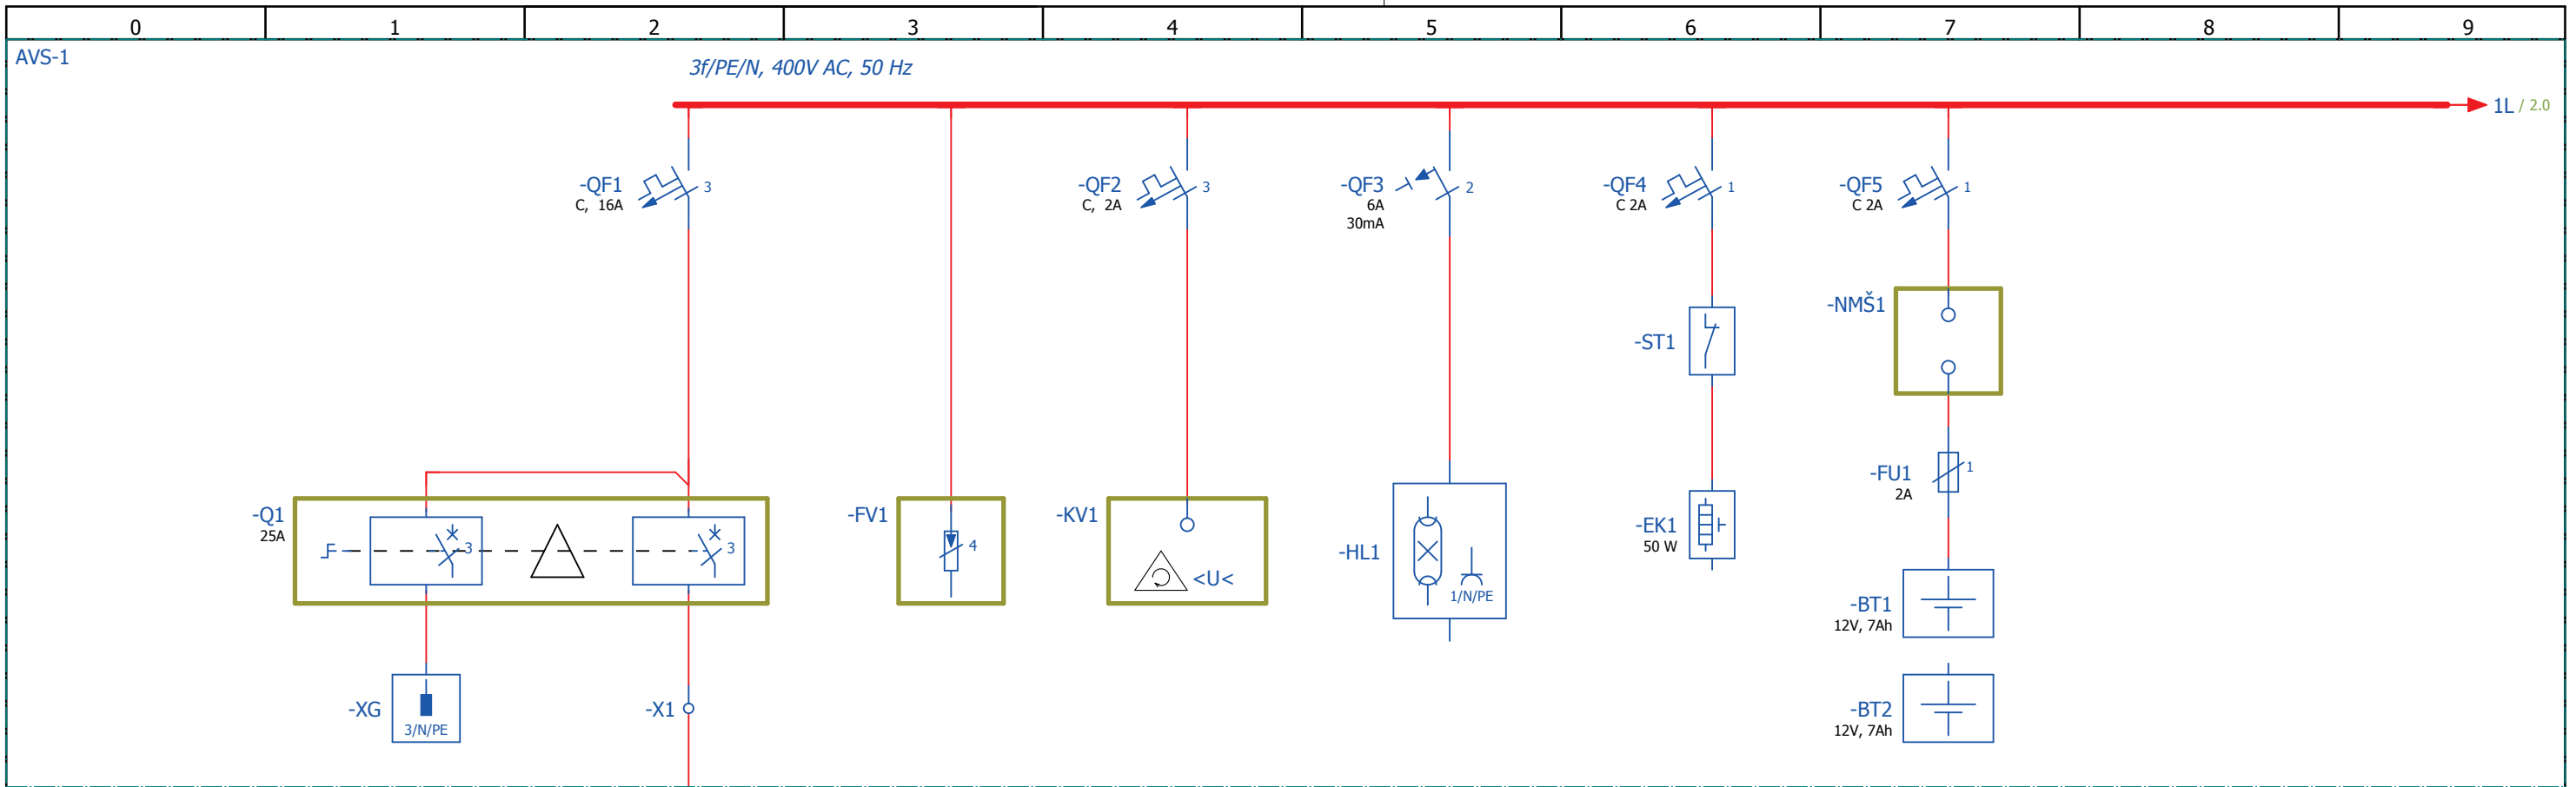 0 1 2 3 4 5 6 7 8 9
AVS-1
3f/PE/N, 400V AC, 50 Hz
1L / 2.0
-QF1 3
C, 16A
-QF2 3
C, 2A
-QF3 2
6A
30mA
-QF4 1
C 2A
-QF5 1
C 2A
-NMŠ1
-ST1
-FU1 1
2A
-Q1
25A
3
3
-FV1
4
-KV1
<U<
-HL1
1/N/PE
-EK1
50 W
-BT1
12V, 7Ah
-XG
3/N/PE
-X1
-BT2
12V, 7Ah